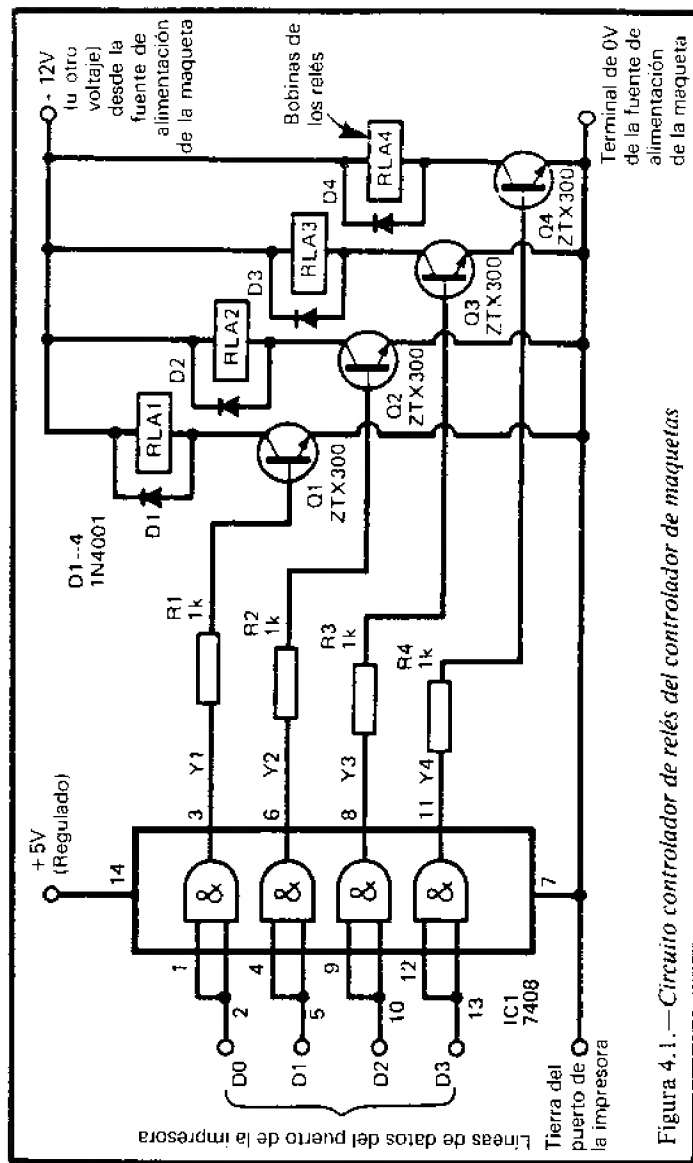 - 12V
(u otro
voltaje)
desde la
fuente de
alimentación
de la maqueta
Bobinas de
los relés
D1--4
1N4001
D1
RLA1
D2
RLA2
D3
RLA3
D4
RLA4
+5V
(Regulado)
14
1
2
3
Y1
R1
1k
Q1
ZTX300
4
5
6
Y2
R2
1k
Q2
ZTX300
9
10
8
Y3
R3
1k
Q3
ZTX300
12
13
11
Y4
R4
1k
Q4
ZTX300
&
&
&
&
7
IC1
7408
D0
D1
D2
D3
Líneas de datos del puerto de la impresora
Tierra del
puerto de
la impresora
Terminal de 0V
de la fuente de
alimentación
de la maqueta
Figura 4.1.—Circuito controlador de relés del controlador de maquetas